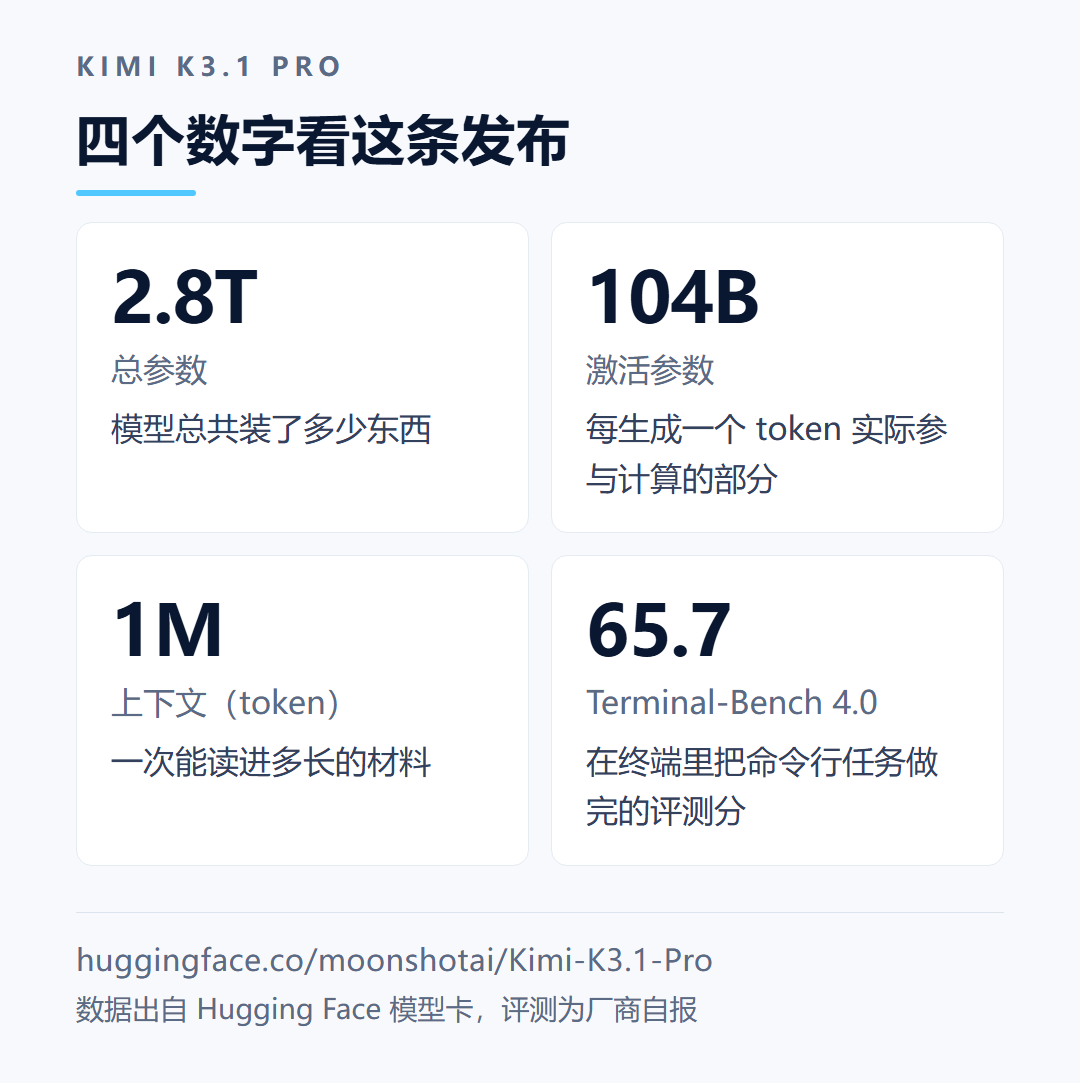 KIMI K3.1 PRO
四个数字看这条发布
2.8T
总参数
模型总共装了多少东西
104B
激活参数
每生成一个 token 实际参
与计算的部分
1M
上下文（token）
一次能读进多长的材料
65.7
Terminal-Bench 4.0
在终端里把命令行任务做
完的评测分
huggingface.co/moonshotai/Kimi-K3.1-Pro
数据出自 Hugging Face 模型卡，评测为厂商自报